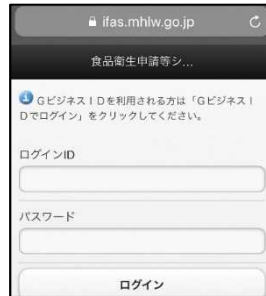 ifas.mhlw.go.jp
食品衛生申請等シ...
GビジネスIDを利用される方は「GビジネスI
Dでログイン」をクリックしてください。
ログインID
パスワード
ログイン